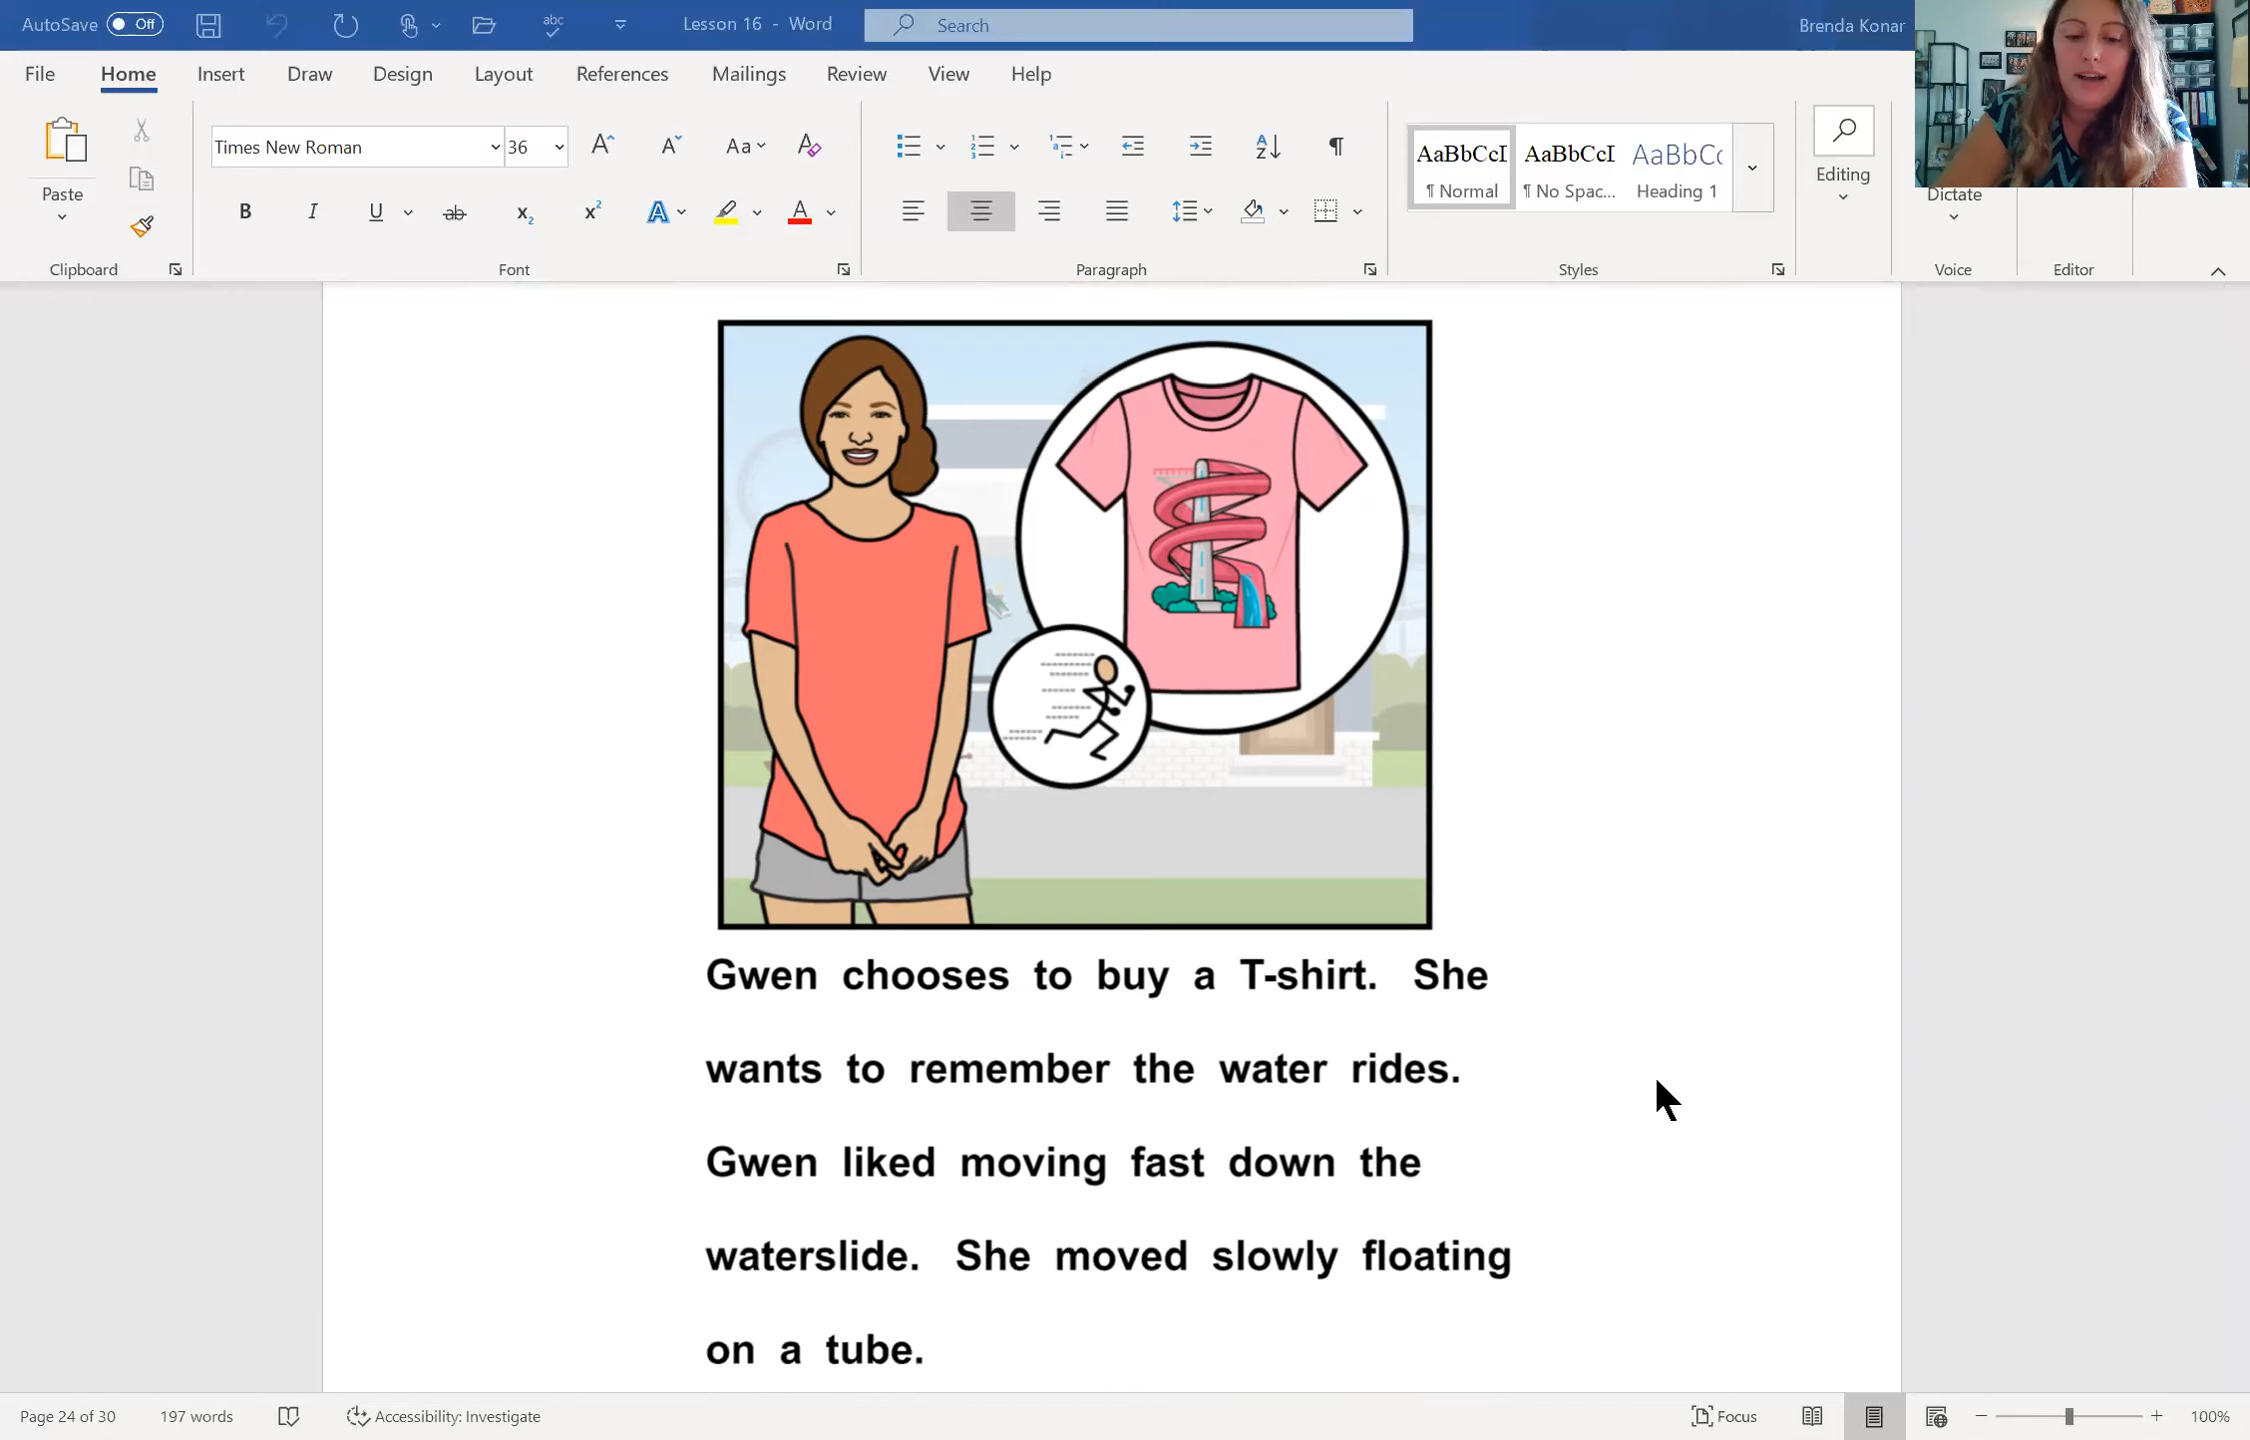 AutoSave Off Lesson 16 - Word Search Brenda Konar
File Home Insert Draw Design Layout References Mailings Review View Help
Times New Roman 36
AaBbCcI AaBbCcI AaBbCc
Paste ¶ Normal ¶ No Spac... Heading 1 Editing Dictate
Clipboard Font Paragraph Styles Voice Editor
Gwen chooses to buy a T-shirt. She
wants to remember the water rides.
Gwen liked moving fast down the
waterslide. She moved slowly floating
on a tube.
Page 24 of 30 197 words Accessibility: Investigate Focus 100%